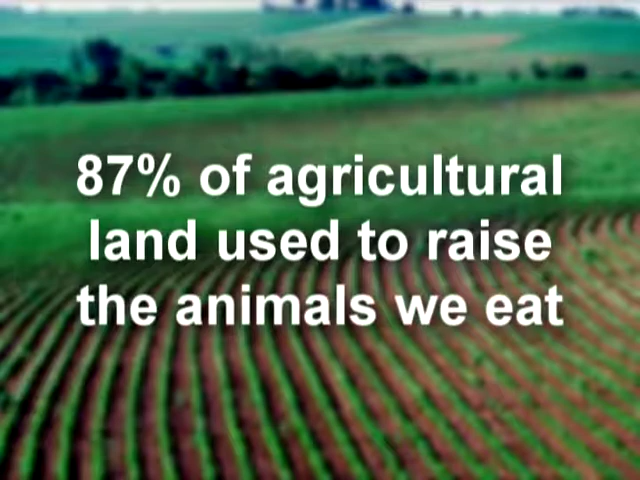 87% of agricultural
land used to raise
the animals we eat